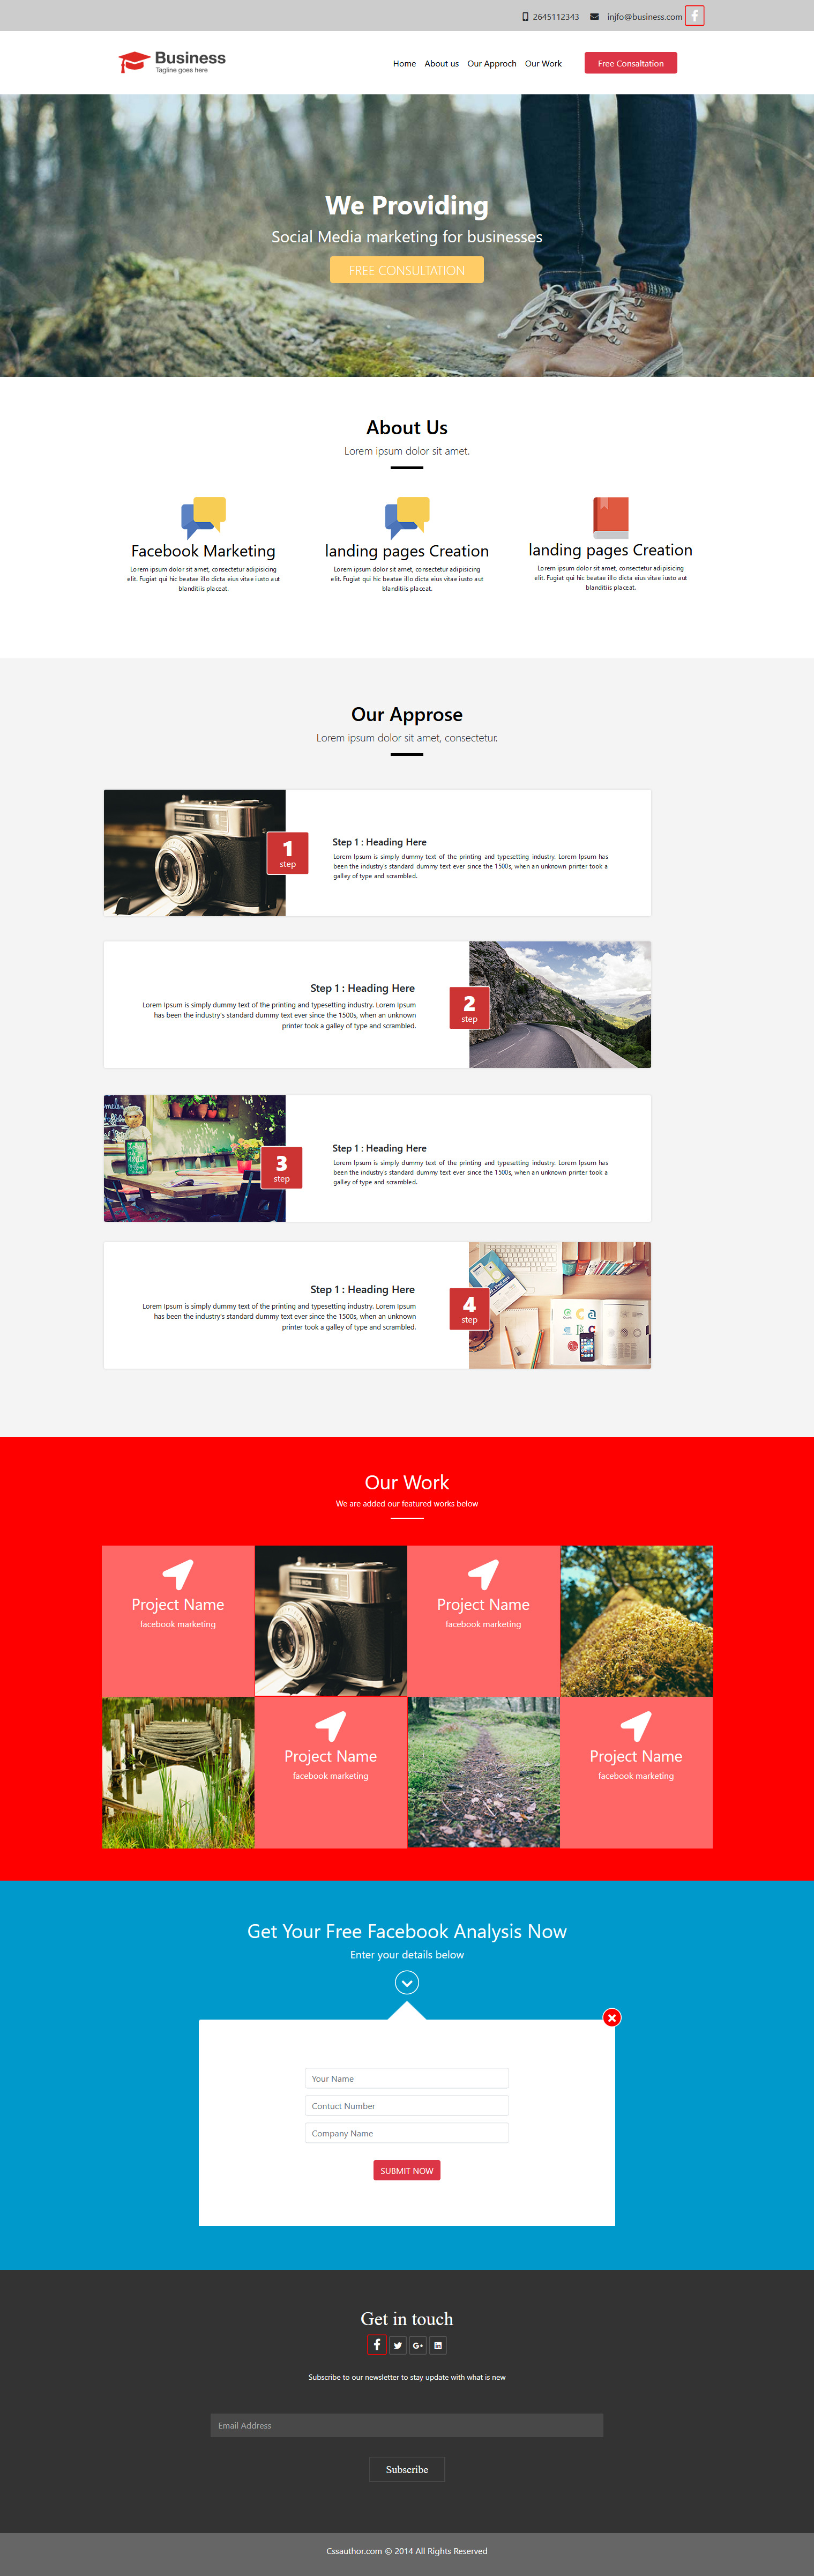 2645112343 injfo@business.com
Business
Tagline goes here
Home About us Our Approch Our Work Free Consaltation
We Providing
Social Media marketing for businesses
FREE CONSULTATION
About Us
Lorem ipsum dolor sit amet.
Facebook Marketing
Lorem ipsum dolor sit amet, consectetur adipisicing
elit. Fugiat qui hic beatae illo dicta eius vitae iusto aut
blanditiis placeat.
landing pages Creation
Lorem ipsum dolor sit amet, consectetur adipisicing
elit. Fugiat qui hic beatae illo dicta eius vitae iusto aut
blanditiis placeat.
landing pages Creation
Lorem ipsum dolor sit amet, consectetur adipisicing
elit. Fugiat qui hic beatae illo dicta eius vitae iusto aut
blanditiis placeat.
Our Approse
Lorem ipsum dolor sit amet, consectetur.
1
step
Step 1 : Heading Here
Lorem Ipsum is simply dummy text of the printing and typesetting industry. Lorem Ipsum has
been the industry's standard dummy text ever since the 1500s, when an unknown printer took a
galley of type and scrambled.
Step 1 : Heading Here
Lorem Ipsum is simply dummy text of the printing and typesetting industry. Lorem Ipsum
has been the industry's standard dummy text ever since the 1500s, when an unknown
printer took a galley of type and scrambled.
2
step
3
step
Step 1 : Heading Here
Lorem Ipsum is simply dummy text of the printing and typesetting industry. Lorem Ipsum has
been the industry's standard dummy text ever since the 1500s, when an unknown printer took a
galley of type and scrambled.
Step 1 : Heading Here
Lorem Ipsum is simply dummy text of the printing and typesetting industry. Lorem Ipsum
has been the industry's standard dummy text ever since the 1500s, when an unknown
printer took a galley of type and scrambled.
4
step
Our Work
We are added our featured works below
Project Name
facebook marketing
Project Name
facebook marketing
Project Name
facebook marketing
Project Name
facebook marketing
Get Your Free Facebook Analysis Now
Enter your details below
Your Name
Contuct Number
Company Name
SUBMIT NOW
Get in touch
Subscribe to our newsletter to stay update with what is new
Email Address
Subscribe
Cssauthor.com © 2014 All Rights Reserved